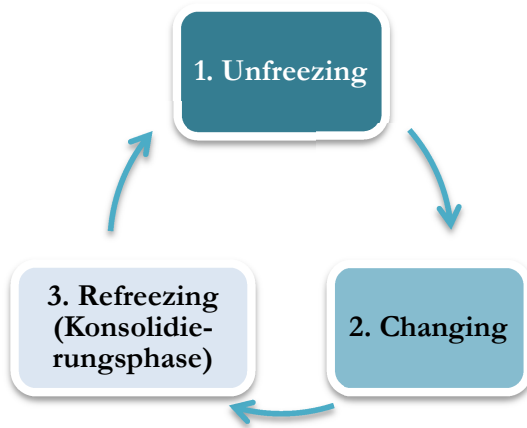 1. Unfreezing
2. Changing
3. Refreezing
(Konsolidie-
rungsphase)